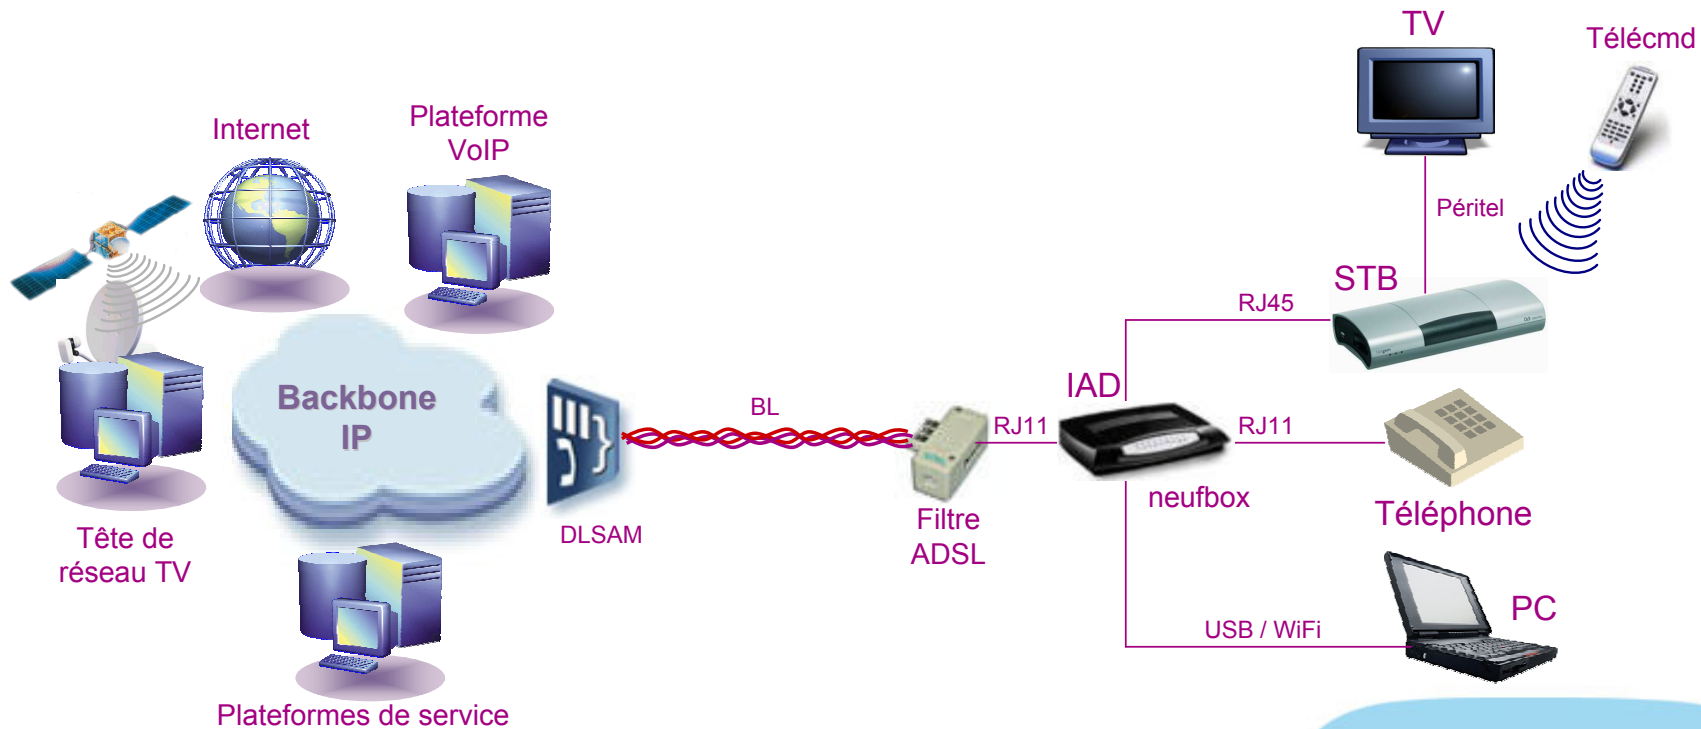 TV
Télécmd
Internet
Plateforme
VoIP
Péritel
STB
RJ45
Backbone
IP
IAD
BL
RJ11
RJ11
neufbox
Téléphone
Filtre
ADSL
DLSAM
Tête de
réseau TV
PC
USB / WiFi
Plateformes de service